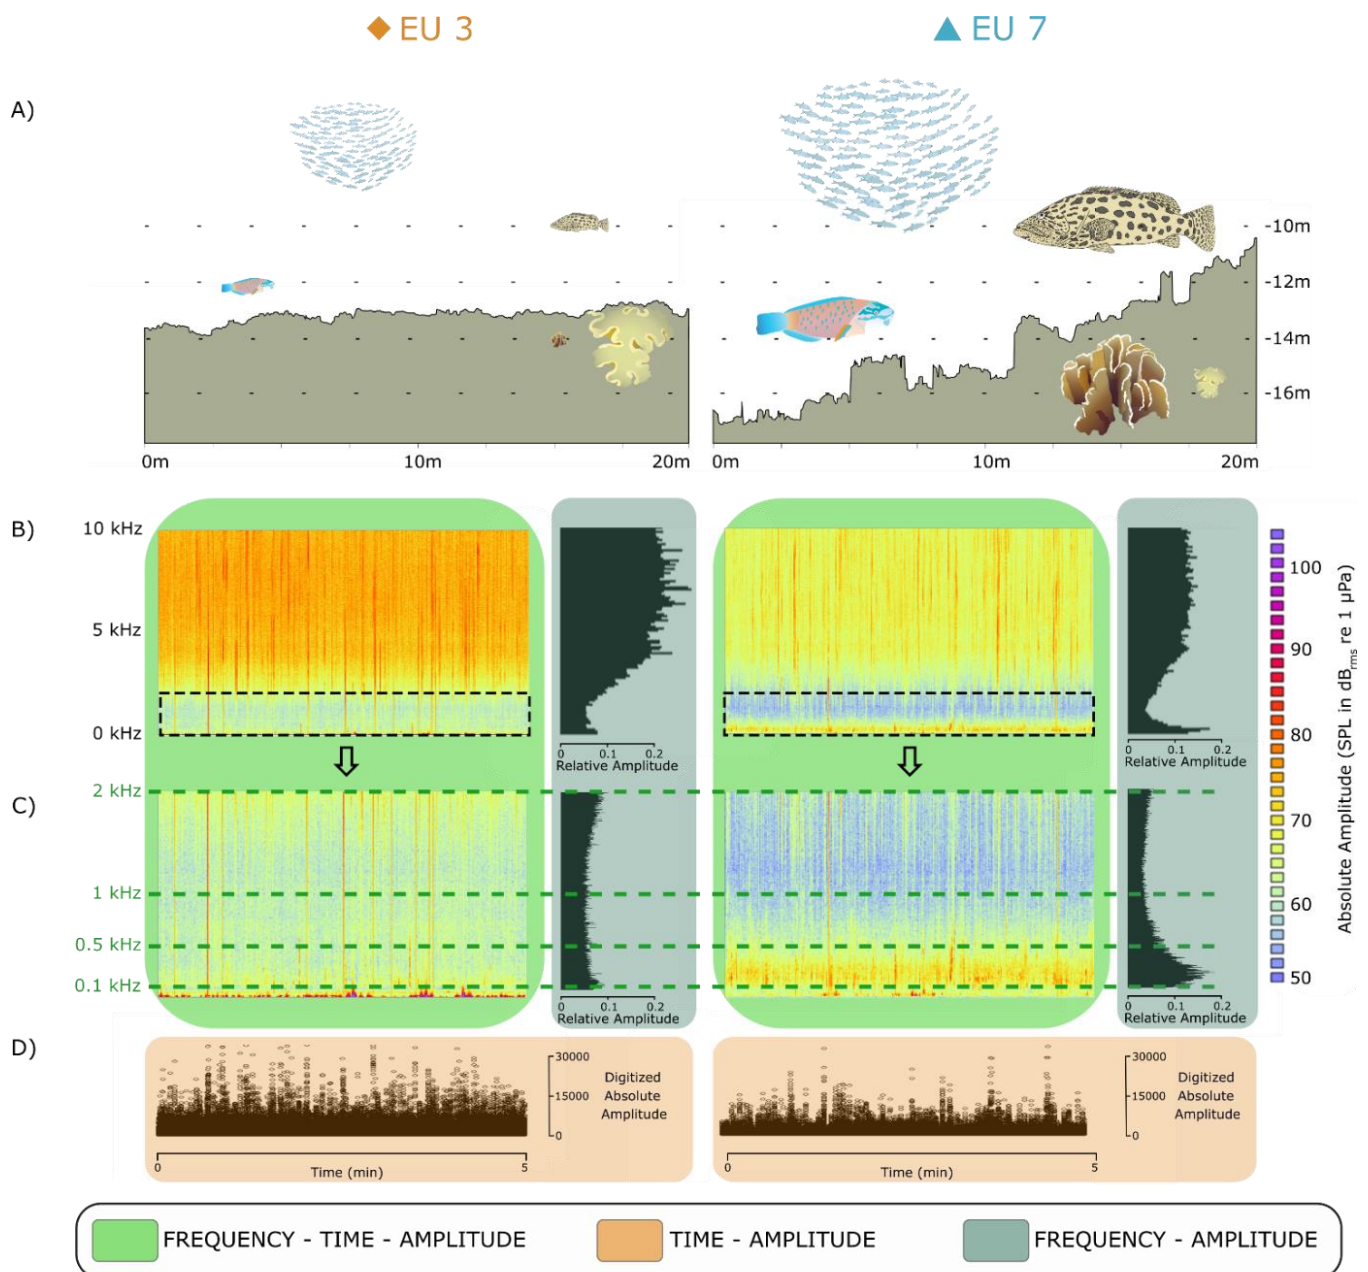 EU 3
EU 7
A)
-10m
-12m
-14m
-16m
0m 10m 20m
0m 10m 20m
B)
10 kHz
5 kHz
0 kHz
0 0.1 0.2
Relative Amplitude
0 0.1 0.2
Relative Amplitude
C)
2 kHz
1 kHz
0.5 kHz
0.1 kHz
0 0.1 0.2
Relative Amplitude
0 0.1 0.2
Relative Amplitude
100
90
80
70
60
50
Absolute Amplitude (SPL in dBrms re 1 µPa)
D)
30000
15000
0
Digitized
Absolute
Amplitude
0 5
Time (min)
30000
15000
0
Digitized
Absolute
Amplitude
0 5
Time (min)
FREQUENCY - TIME - AMPLITUDE
TIME - AMPLITUDE
FREQUENCY - AMPLITUDE